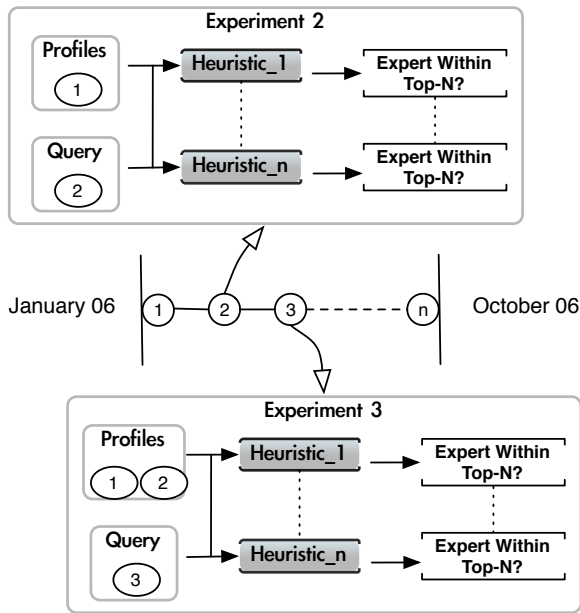 Experiment 2
Profiles
1
Heuristic_1
Expert Within
Top-N?
Query
2
Heuristic_n
Expert Within
Top-N?
January 06
1
2
3
n
October 06
Experiment 3
Profiles
1 2
Heuristic_1
Expert Within
Top-N?
Query
3
Heuristic_n
Expert Within
Top-N?